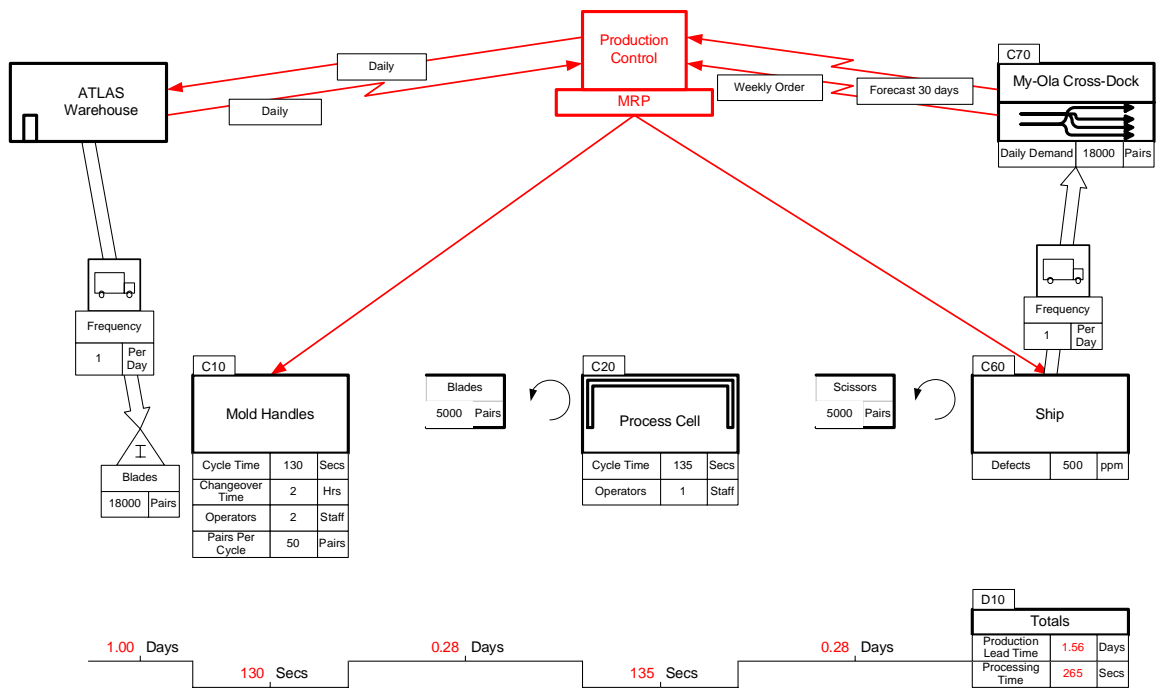 Production
Control
MRP
ATLAS
Warehouse
Daily
Daily
Weekly Order
Forecast 30 days
C70
My-Ola Cross-Dock
Daily Demand 18000 Pairs
Frequency
1 Per
Day
I
Blades
18000 Pairs
C10
Mold Handles
Cycle Time 130 Secs
Changeover
Time 2 Hrs
Operators 2 Staff
Pairs Per
Cycle 50 Pairs
Blades
5000 Pairs
C20
Process Cell
Cycle Time 135 Secs
Operators 1 Staff
Scissors
5000 Pairs
Frequency
1 Per
Day
C60
Ship
Defects 500 ppm
1.00 Days
130 Secs
0.28 Days
135 Secs
0.28 Days
D10
Totals
Production
Lead Time 1.56 Days
Processing
Time 265 Secs